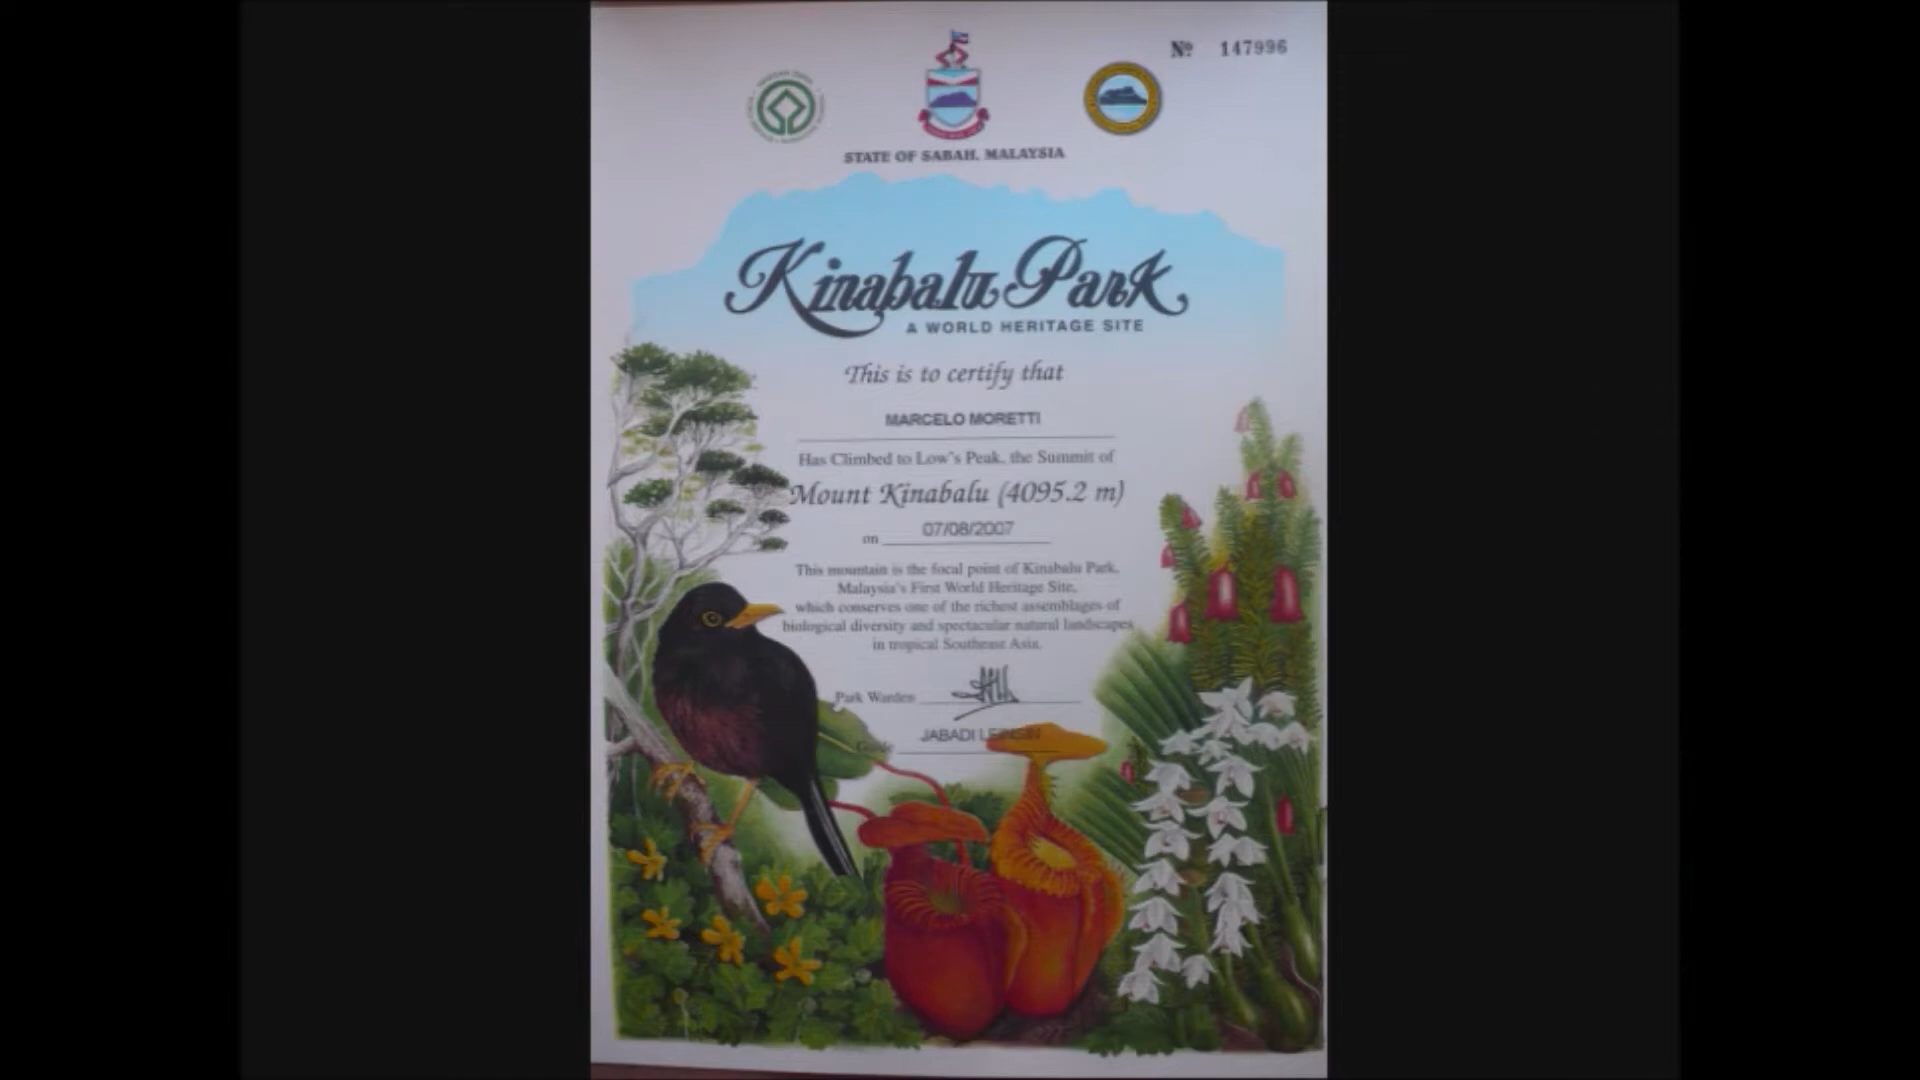 Nº 147996
STATE OF SABAH, MALAYSIA
Kinabalu Park
A WORLD HERITAGE SITE
This is to certify that
MARCELO MORETTI
Has Climbed to Low's Peak, the Summit of
Mount Kinabalu (4095.2 m)
on 07/08/2007
This mountain is the focal point of Kinabalu Park,
Malaysia's First World Heritage Site,
which conserves one of the richest assemblages of
biological diversity and spectacular natural landscapes
in tropical Southeast Asia.
Park Warden
Guide JABADI